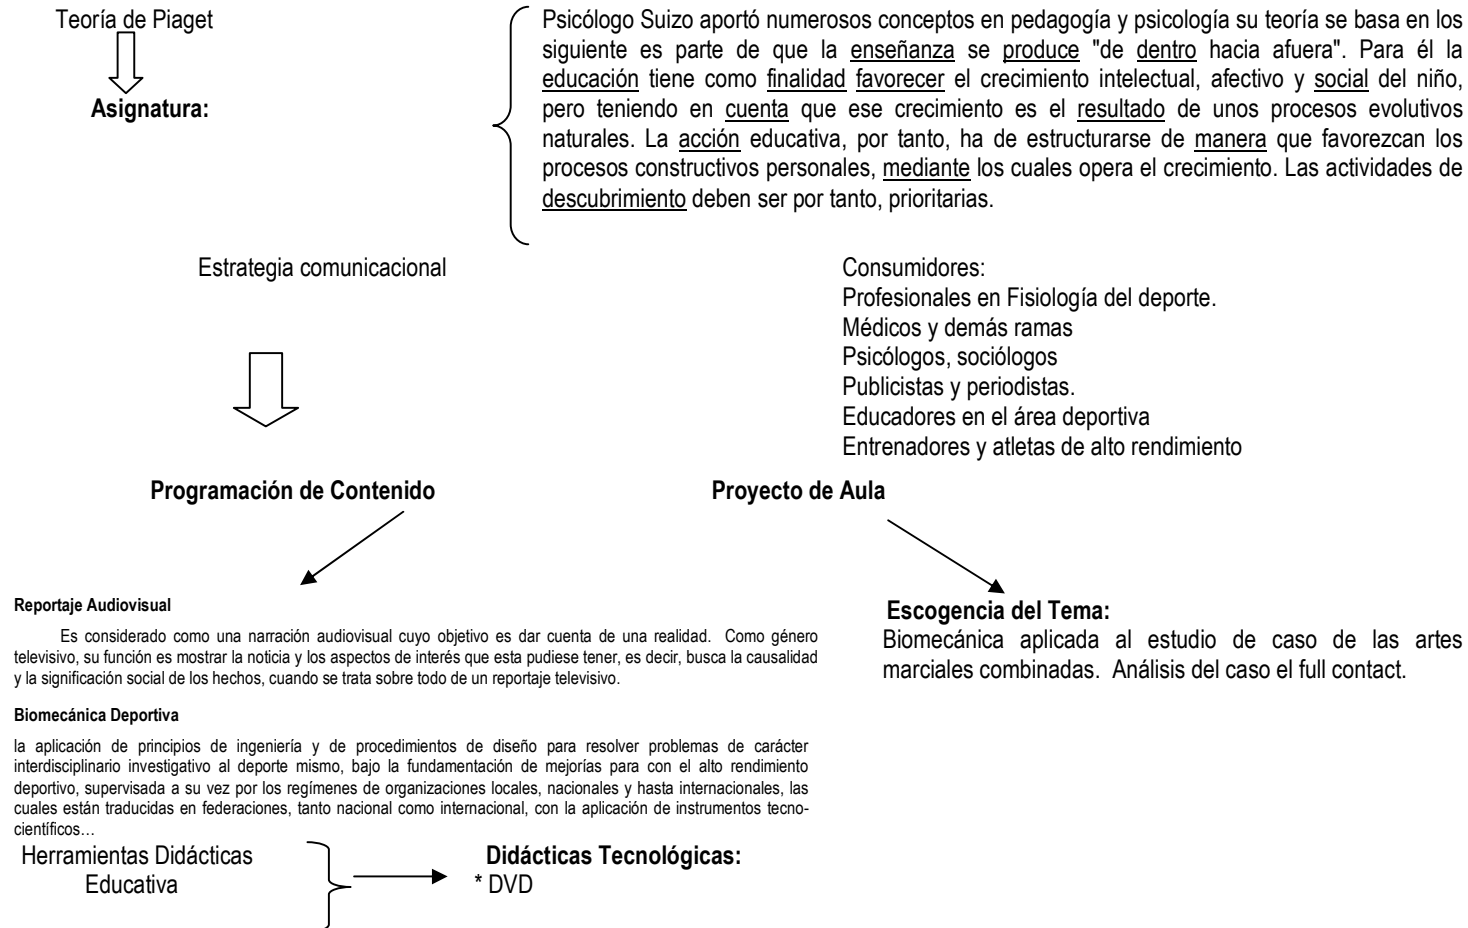 Teoría de Piaget
Asignatura:
Psicólogo Suizo aportó numerosos conceptos en pedagogía y psicología su teoría se basa en los
siguiente es parte de que la enseñanza se produce "de dentro hacia afuera". Para él la
educación tiene como finalidad favorecer el crecimiento intelectual, afectivo y social del niño,
pero teniendo en cuenta que ese crecimiento es el resultado de unos procesos evolutivos
naturales. La acción educativa, por tanto, ha de estructurarse de manera que favorezcan los
procesos constructivos personales, mediante los cuales opera el crecimiento. Las actividades de
descubrimiento deben ser por tanto, prioritarias.
Estrategia comunicacional
Consumidores:
Profesionales en Fisiología del deporte.
Médicos y demás ramas
Psicólogos, sociólogos
Publicistas y periodistas.
Educadores en el área deportiva
Entrenadores y atletas de alto rendimiento
Programación de Contenido
Proyecto de Aula
Reportaje Audiovisual
Es considerado como una narración audiovisual cuyo objetivo es dar cuenta de una realidad. Como género
televisivo, su función es mostrar la noticia y los aspectos de interés que esta pudiese tener, es decir, busca la causalidad
y la significación social de los hechos, cuando se trata sobre todo de un reportaje televisivo.
Escogencia del Tema:
Biomecánica aplicada al estudio de caso de las artes
marciales combinadas. Análisis del caso el full contact.
Biomecánica Deportiva
la aplicación de principios de ingeniería y de procedimientos de diseño para resolver problemas de carácter
interdisciplinario investigativo al deporte mismo, bajo la fundamentación de mejorías para con el alto rendimiento
deportivo, supervisada a su vez por los regímenes de organizaciones locales, nacionales y hasta internacionales, las
cuales están traducidas en federaciones, tanto nacional como internacional, con la aplicación de instrumentos tecno-
científicos…
Herramientas Didácticas
Educativa
Didácticas Tecnológicas:
* DVD